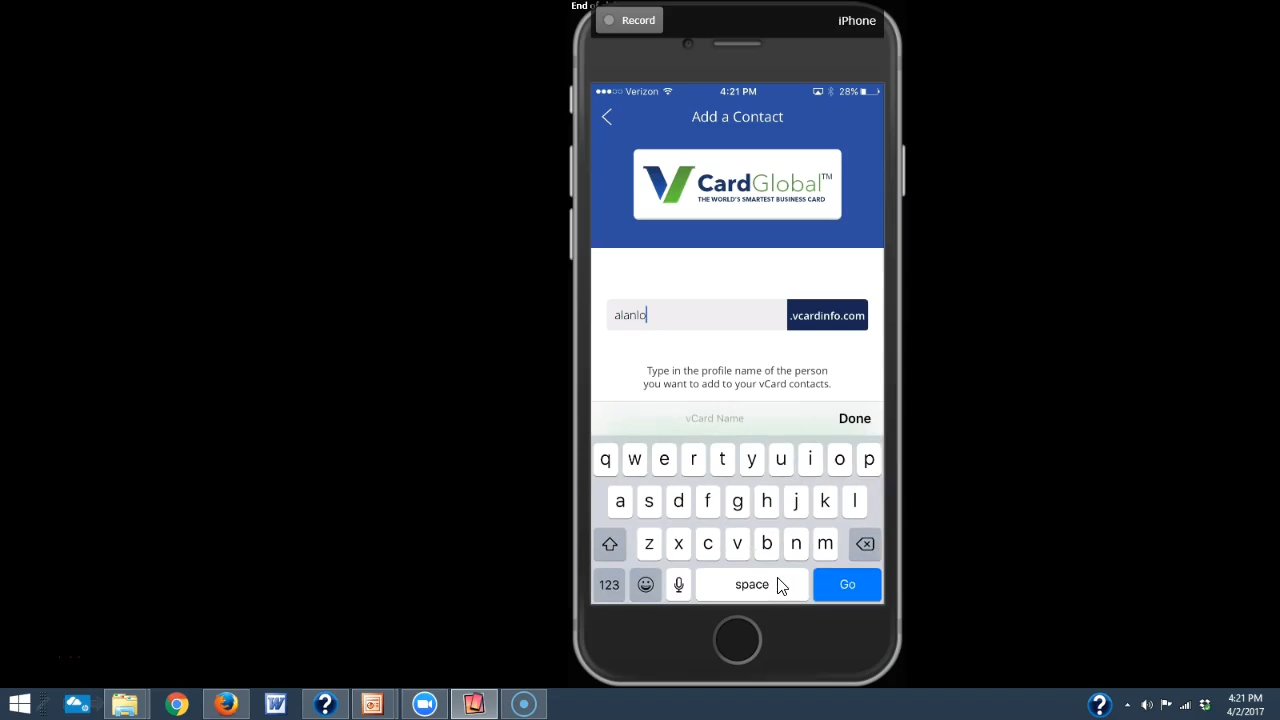 End of
Record
iPhone
Verizon
4:21 PM
28%
Add a Contact
CardGlobal™
THE WORLD'S SMARTEST BUSINESS CARD
alanlo
.vcardinfo.com
Type in the profile name of the person
you want to add to your vCard contacts.
vCard Name
Done
q w e r t y u i o p
a s d f g h j k l
z x c v b n m
123
space
Go
4:21 PM
4/2/2017